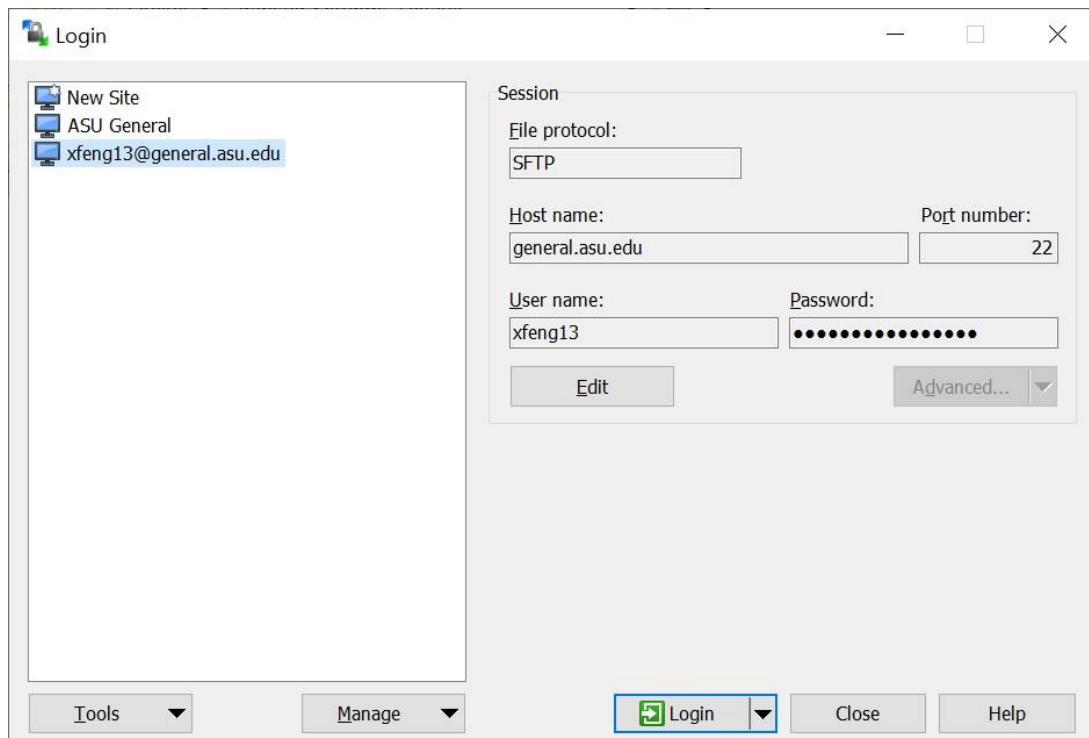 Login
New Site
ASU General
xfeng13@general.asu.edu
Session
File protocol:
SFTP
Host name:
Port number:
general.asu.edu
22
User name:
Password:
xfeng13
••••••••••••••••
Edit
Advanced...
Tools
Manage
Login
Close
Help